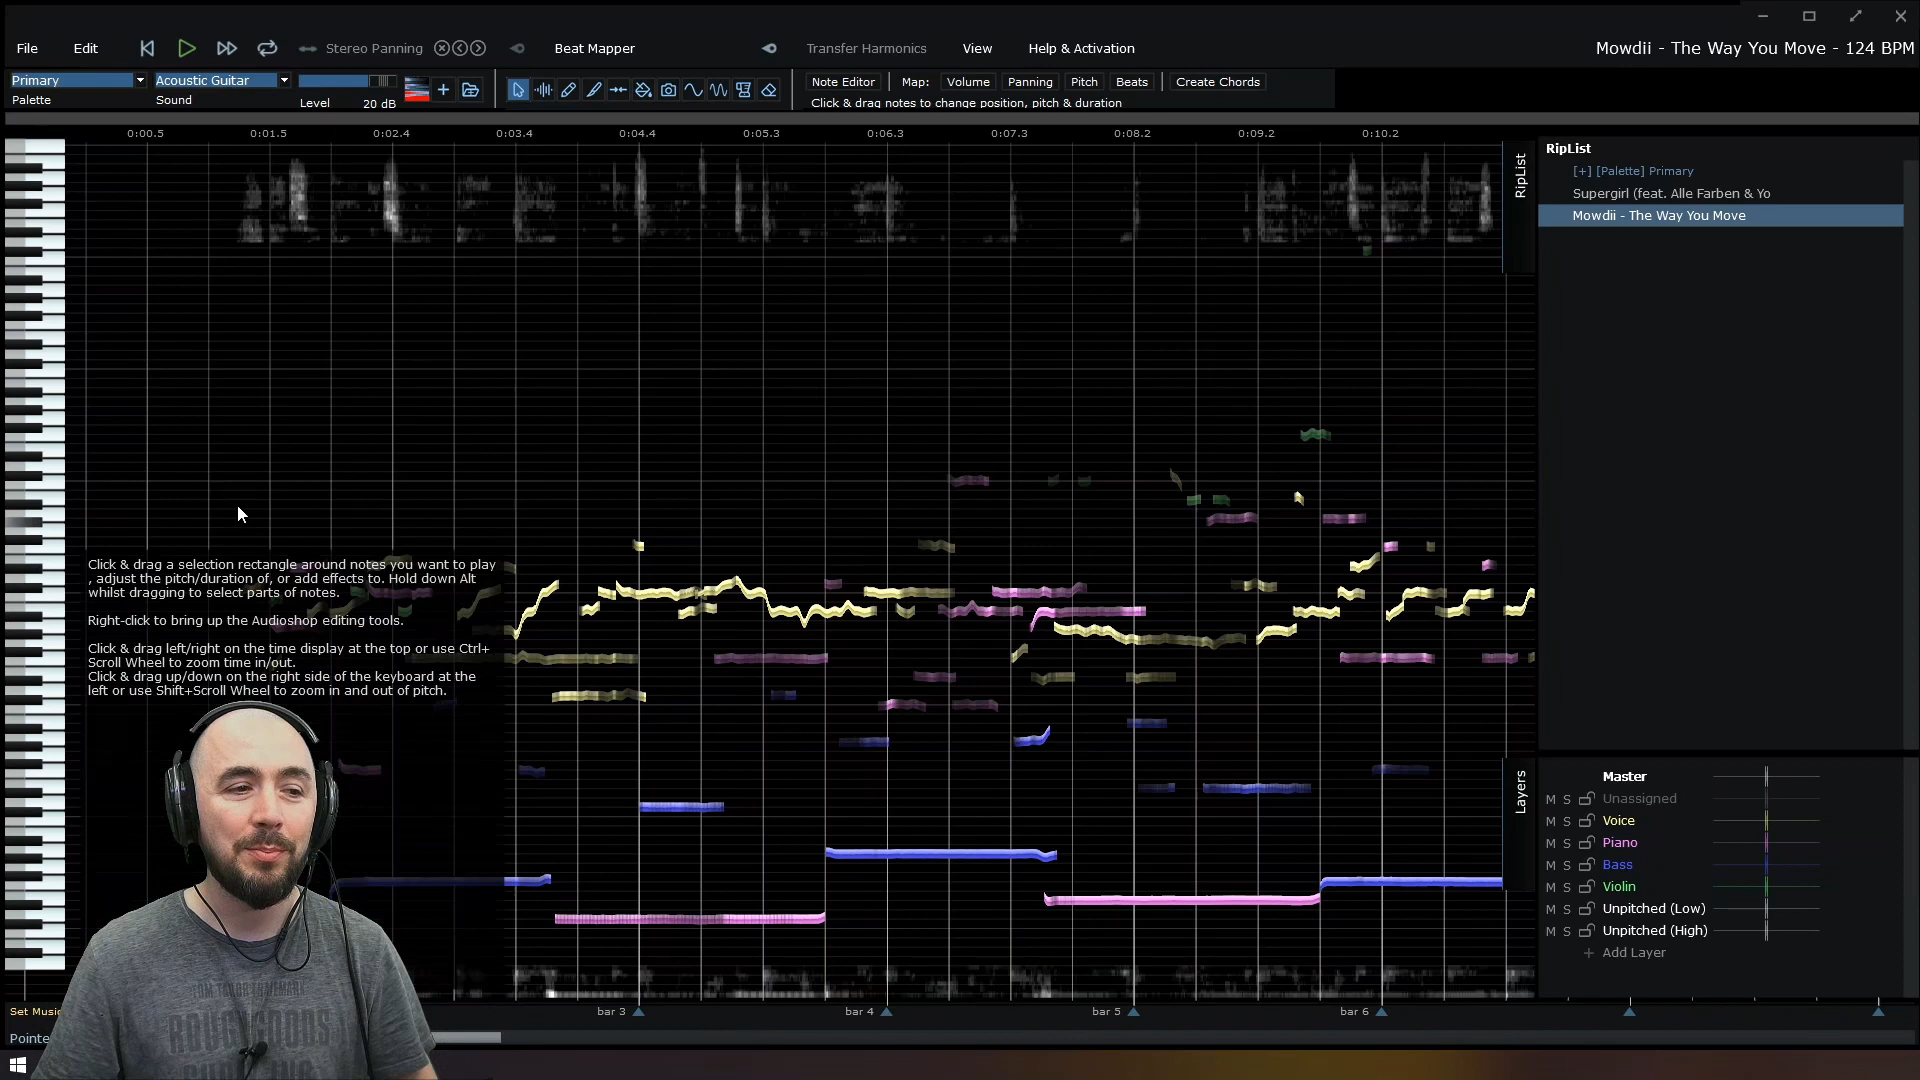 File Edit Stereo Panning Beat Mapper Transfer Harmonics View Help & Activation Mowdii - The Way You Move - 124 BPM
Primary Acoustic Guitar Note Editor Map: Volume Panning Pitch Beats Create Chords
Palette Sound Level 20 dB Click & drag notes to change position, pitch & duration
0:00.5 0:01.5 0:02.4 0:03.4 0:04.4 0:05.3 0:06.3 0:07.3 0:08.2 0:09.2 0:10.2
RipList
RipList
[+] [Palette] Primary
Supergirl (feat. Alle Farben & Yo
Mowdii - The Way You Move
Click & drag a selection rectangle around notes you want to play
, adjust the pitch/duration of, or add effects to. Hold down Alt
whilst dragging to select parts of notes.
Right-click to bring up the Audioshop editing tools.
Click & drag left/right on the time display at the top or use Ctrl+
Scroll Wheel to zoom time in/out.
Click & drag up/down on the right side of the keyboard at the
left or use Shift+Scroll Wheel to zoom in and out of pitch.
Layers
Master
M S Unassigned
M S Voice
M S Piano
M S Bass
M S Violin
M S Unpitched (Low)
M S Unpitched (High)
+ Add Layer
Set Music
bar 3 bar 4 bar 5 bar 6
Pointe